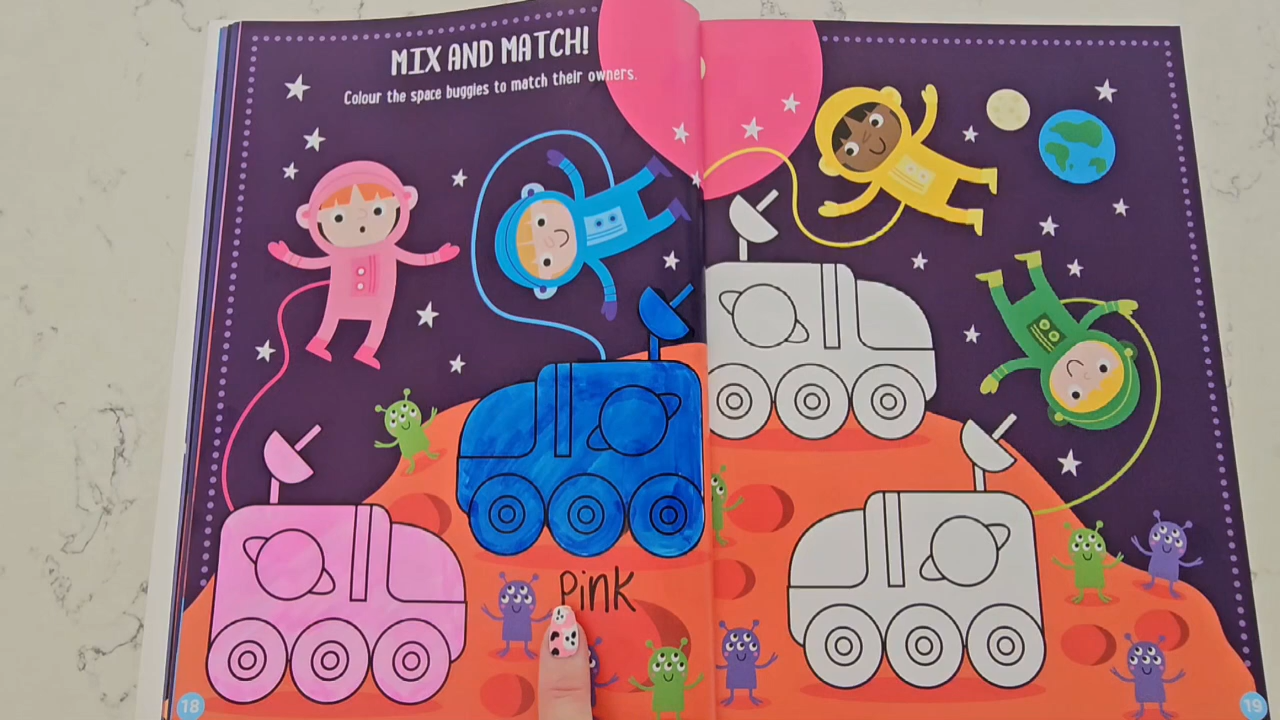 MIX AND MATCH!
Colour the space buggies to match their owners.
PINK
18
19